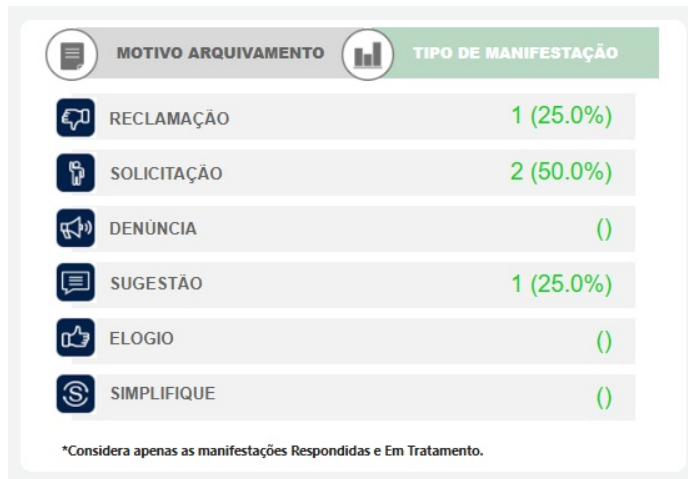 MOTIVO ARQUIVAMENTO TIPO DE MANIFESTAÇÃO
RECLAMAÇÃO 1 (25.0%)
SOLICITAÇÃO 2 (50.0%)
DENÚNCIA ()
SUGESTÃO 1 (25.0%)
ELOGIO ()
SIMPLIFIQUE ()
*Considera apenas as manifestações Respondidas e Em Tratamento.